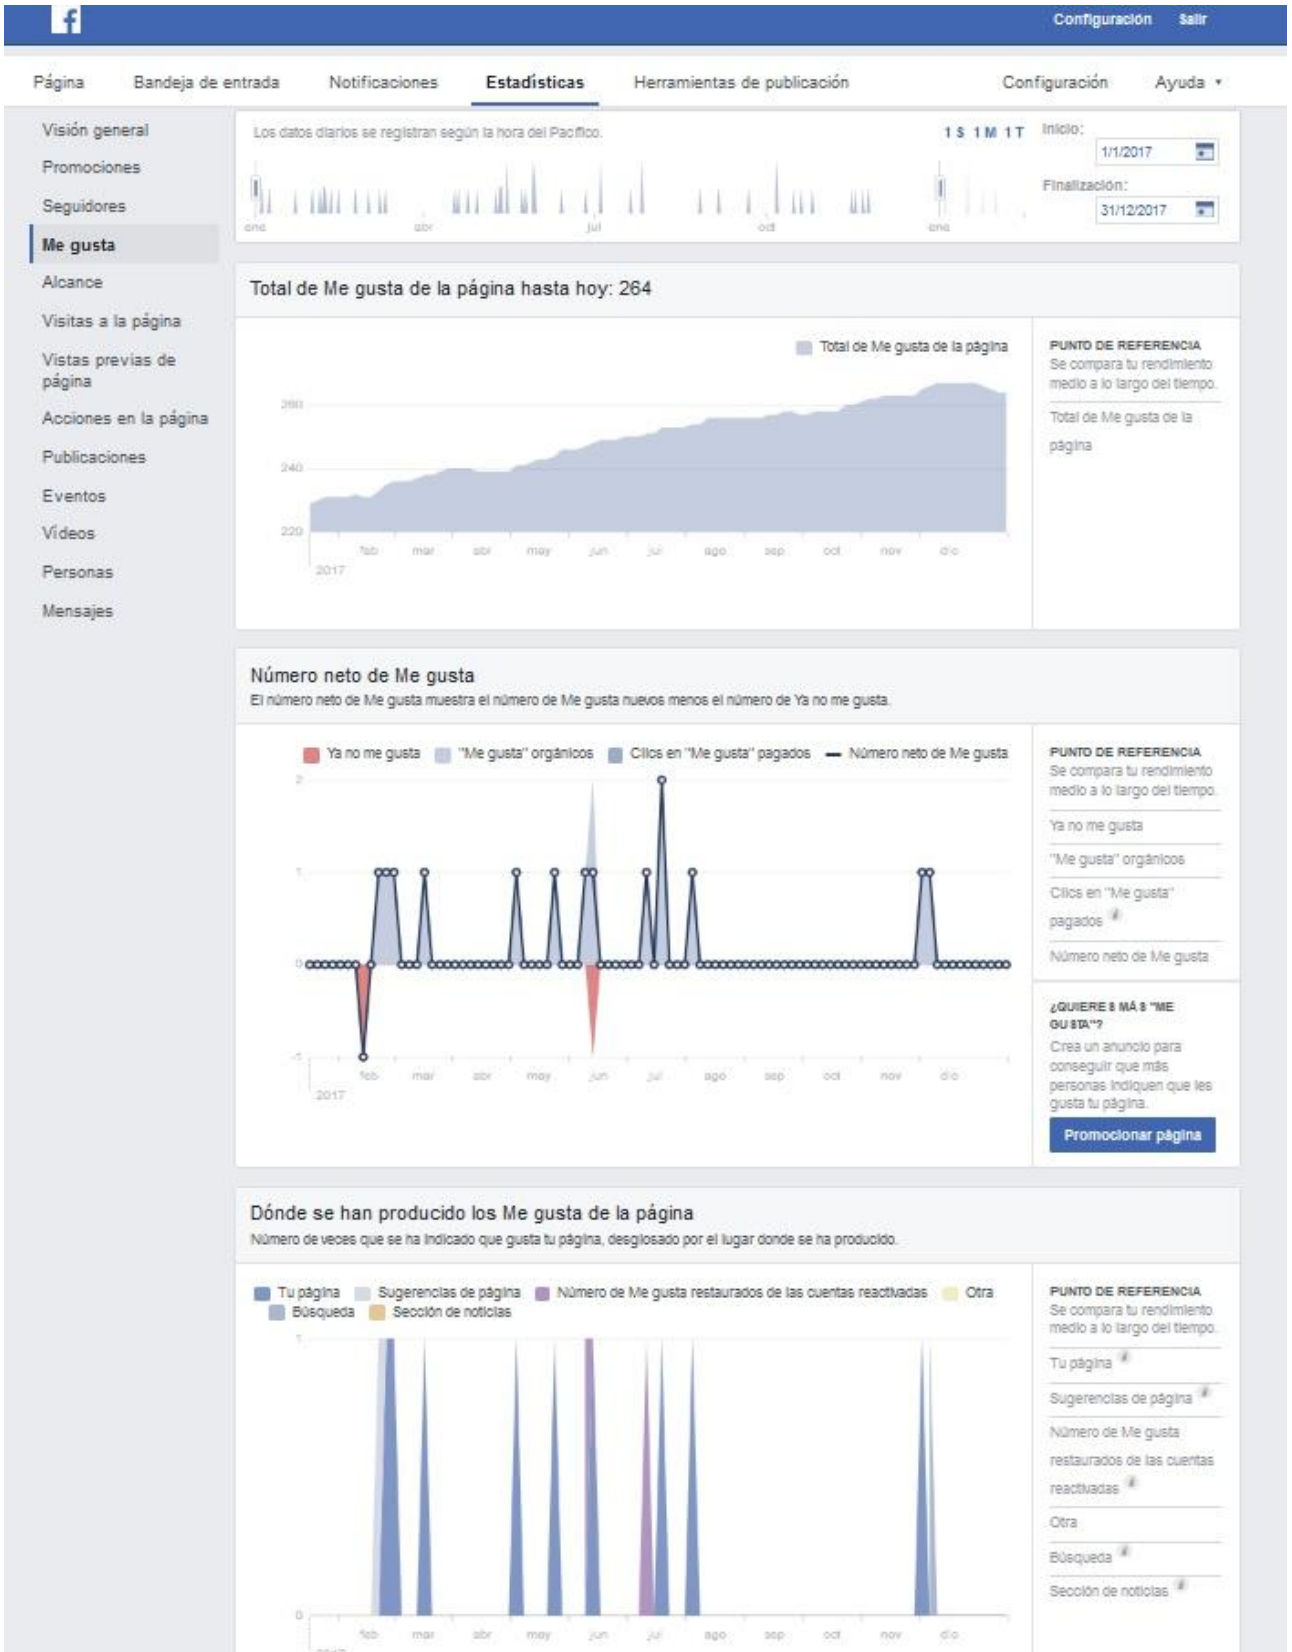 f
Configuración Salir
Página Bandeja de entrada Notificaciones Estadísticas Herramientas de publicación Configuración Ayuda
Visión general
Promociones
Seguidores
Me gusta
Alcance
Visitas a la página
Vistas previas de
página
Acciones en la página
Publicaciones
Eventos
Vídeos
Personas
Mensajes
Los datos diarios se registran según la hora del Pacífico.
1 S 1 M 1 T
Inicio:
1/1/2017
Finalización:
31/12/2017
ene abr jul oct ene
Total de Me gusta de la página hasta hoy: 264
Total de Me gusta de la página
260
240
220
feb mar abr may jun jul ago sep oct nov dic
2017
PUNTO DE REFERENCIA
Se compara tu rendimiento
medio a lo largo del tiempo.
Total de Me gusta de la
página
Número neto de Me gusta
El número neto de Me gusta muestra el número de Me gusta nuevos menos el número de Ya no me gusta.
Ya no me gusta "Me gusta" orgánicos Clics en "Me gusta" pagados Número neto de Me gusta
2
1
0
-1
feb mar abr may jun jul ago sep oct nov dic
2017
PUNTO DE REFERENCIA
Se compara tu rendimiento
medio a lo largo del tiempo.
Ya no me gusta
"Me gusta" orgánicos
Clics en "Me gusta"
pagados
Número neto de Me gusta
¿QUIERES MÁS "ME
GUSTA"?
Crea un anuncio para
conseguir que más
personas indiquen que les
gusta tu página.
Promocionar página
Dónde se han producido los Me gusta de la página
Número de veces que se ha indicado que gusta tu página, desglosado por el lugar donde se ha producido.
Tu página Sugerencias de página Número de Me gusta restaurados de las cuentas reactivadas Otra
Búsqueda Sección de noticias
1
0
feb mar abr may jun jul ago sep oct nov dic
2017
PUNTO DE REFERENCIA
Se compara tu rendimiento
medio a lo largo del tiempo.
Tu página
Sugerencias de página
Número de Me gusta
restaurados de las cuentas
reactivadas
Otra
Búsqueda
Sección de noticias